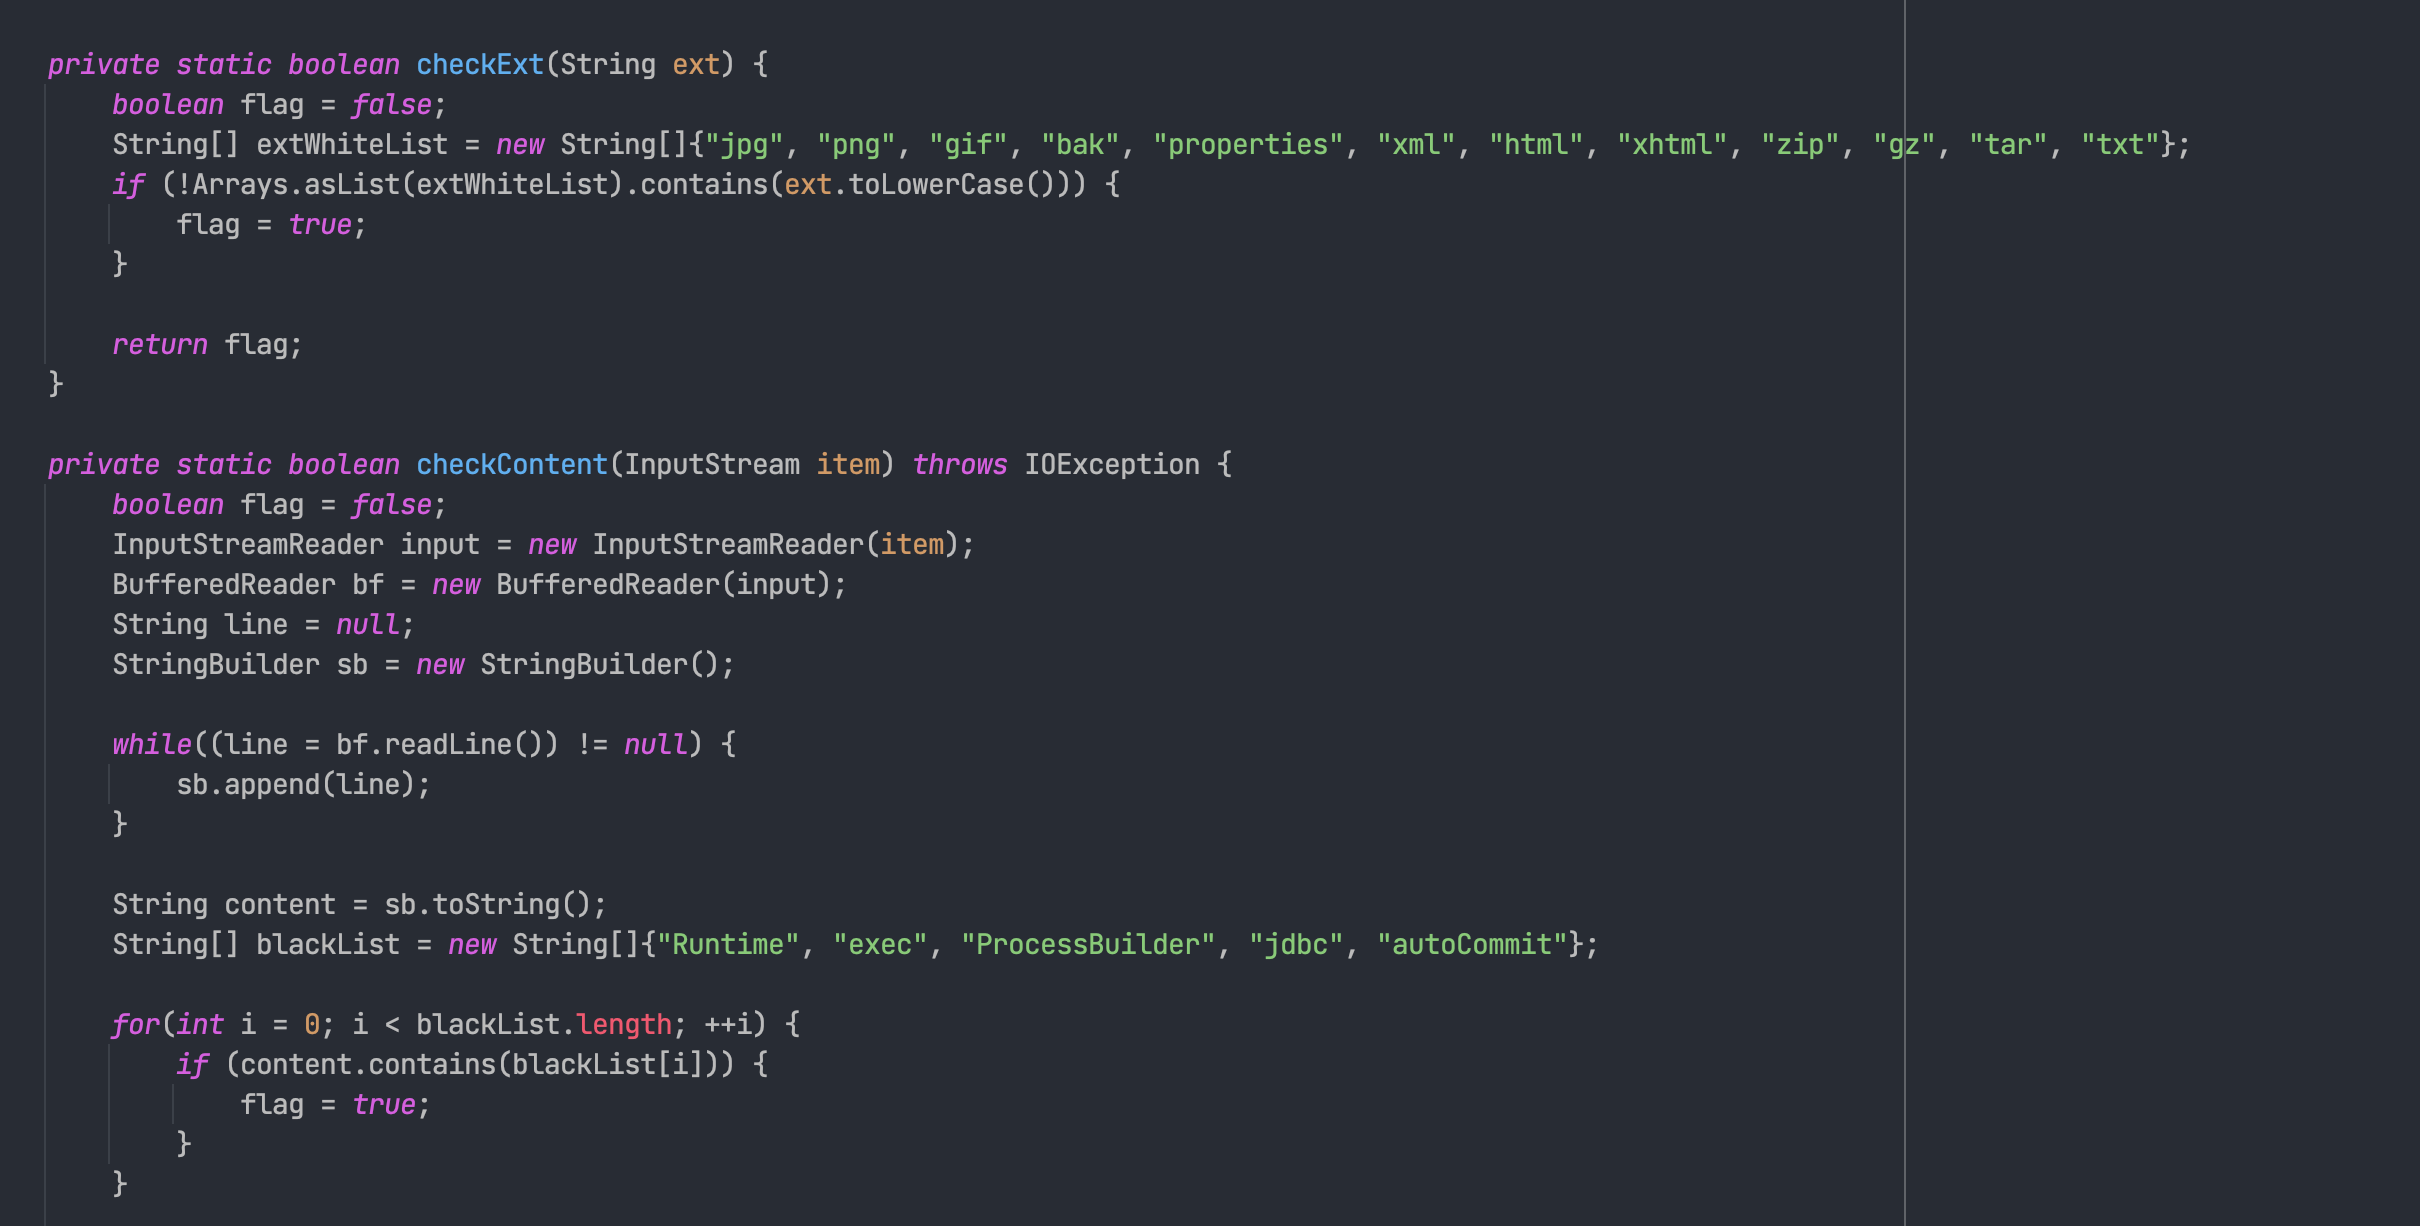 private static boolean checkExt(String ext) {
    boolean flag = false;
    String[] extWhiteList = new String[]{"jpg", "png", "gif", "bak", "properties", "xml", "html", "xhtml", "zip", "gz", "tar", "txt"};
    if (!Arrays.asList(extWhiteList).contains(ext.toLowerCase())) {
        flag = true;
    }

    return flag;
}

private static boolean checkContent(InputStream item) throws IOException {
    boolean flag = false;
    InputStreamReader input = new InputStreamReader(item);
    BufferedReader bf = new BufferedReader(input);
    String line = null;
    StringBuilder sb = new StringBuilder();

    while((line = bf.readLine()) != null) {
        sb.append(line);
    }

    String content = sb.toString();
    String[] blackList = new String[]{"Runtime", "exec", "ProcessBuilder", "jdbc", "autoCommit"};

    for(int i = 0; i < blackList.length; ++i) {
        if (content.contains(blackList[i])) {
            flag = true;
        }
    }